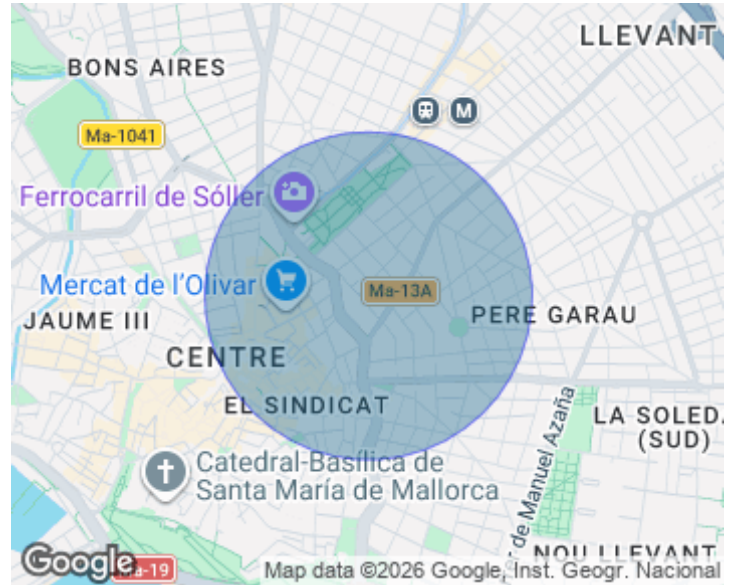 LLEVANT
BONS AIRES
M
Ma-1041
Ferrocarril de Sóller
Mercat de l'Olivar
Ma-13A
JAUME III
PERE GARAU
CENTRE
EL SINDICAT
LA SOLED
(SUD)
de Manuel Azaña
Catedral-Basílica de
Santa María de Mallorca
NOU LLEVANT
Google
Ma-19
Map data ©2026 Google, Inst. Geogr. Nacional